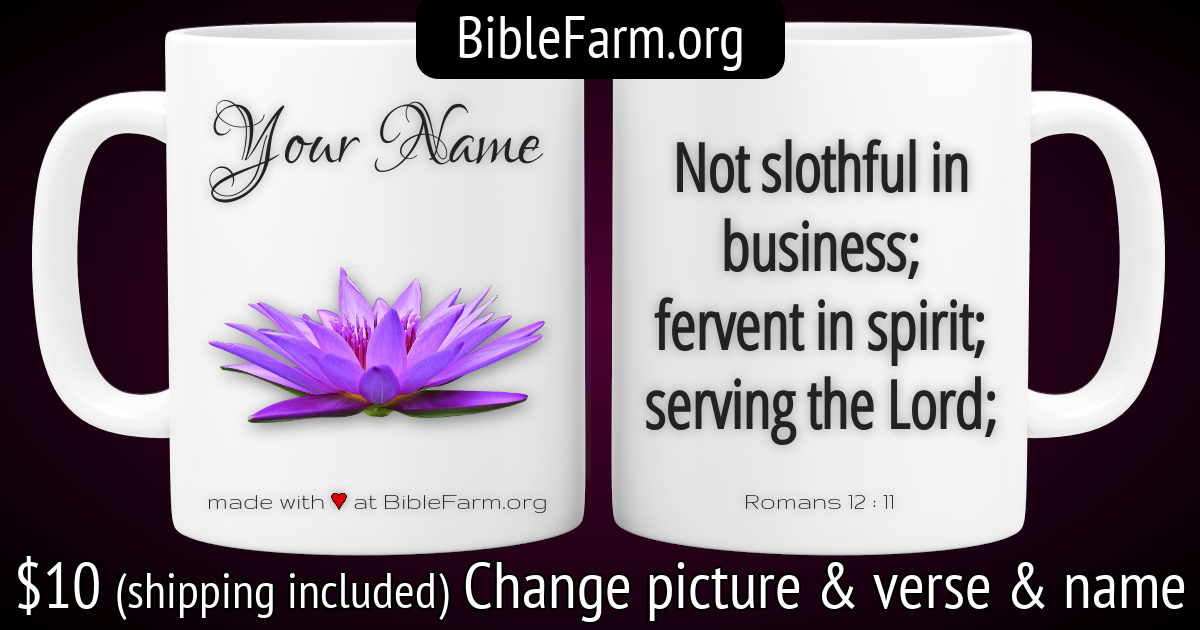 BibleFarm.org
Your Name
made with ♥ at BibleFarm.org
Not slothful in
business;
fervent in spirit;
serving the Lord;
Romans 12 : 11
$10 (shipping included) Change picture & verse & name